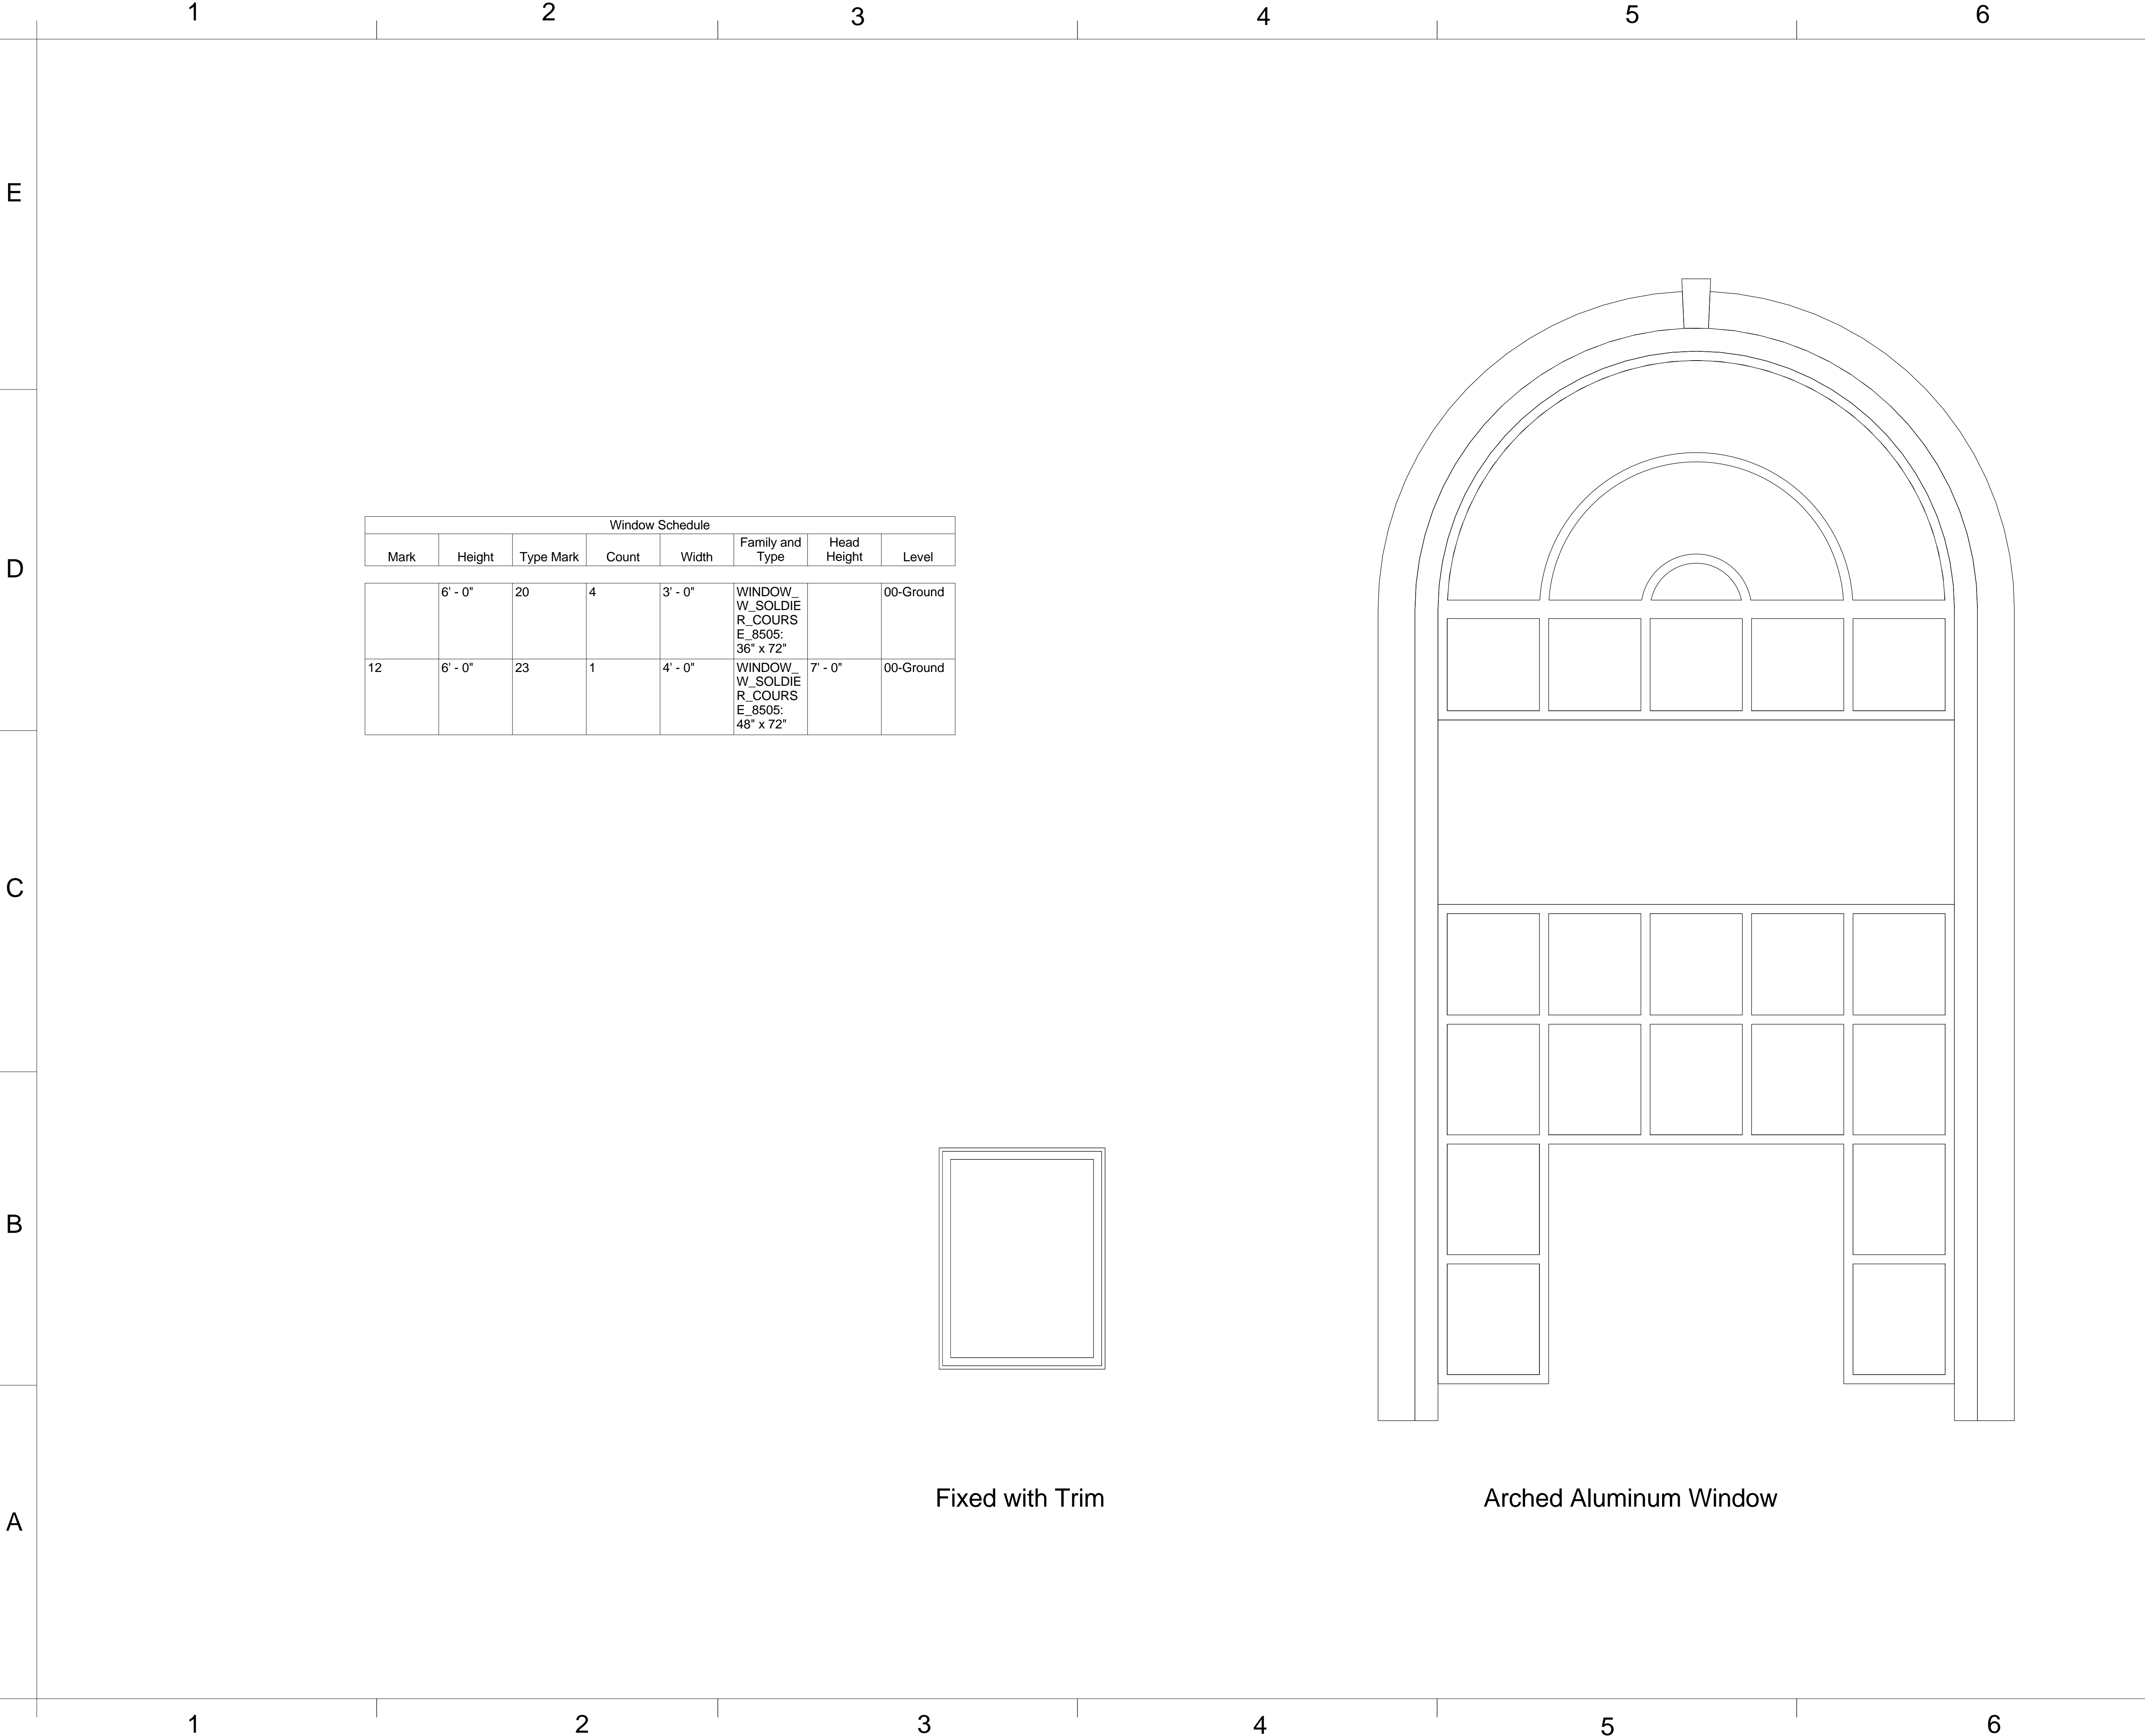 1 2 3 4 5 6
E
D
C
B
A
Window Schedule
Mark Height Type Mark Count Width Family and Type Head Height Level
6' - 0" 20 4 3' - 0" WINDOW_ 00-Ground
W_SOLDIE
R_COURS
E_8505:
36" x 72"
12 6' - 0" 23 1 4' - 0" WINDOW_ 7' - 0" 00-Ground
W_SOLDIE
R_COURS
E_8505:
48" x 72"
Fixed with Trim
Arched Aluminum Window
1 2 3 4 5 6